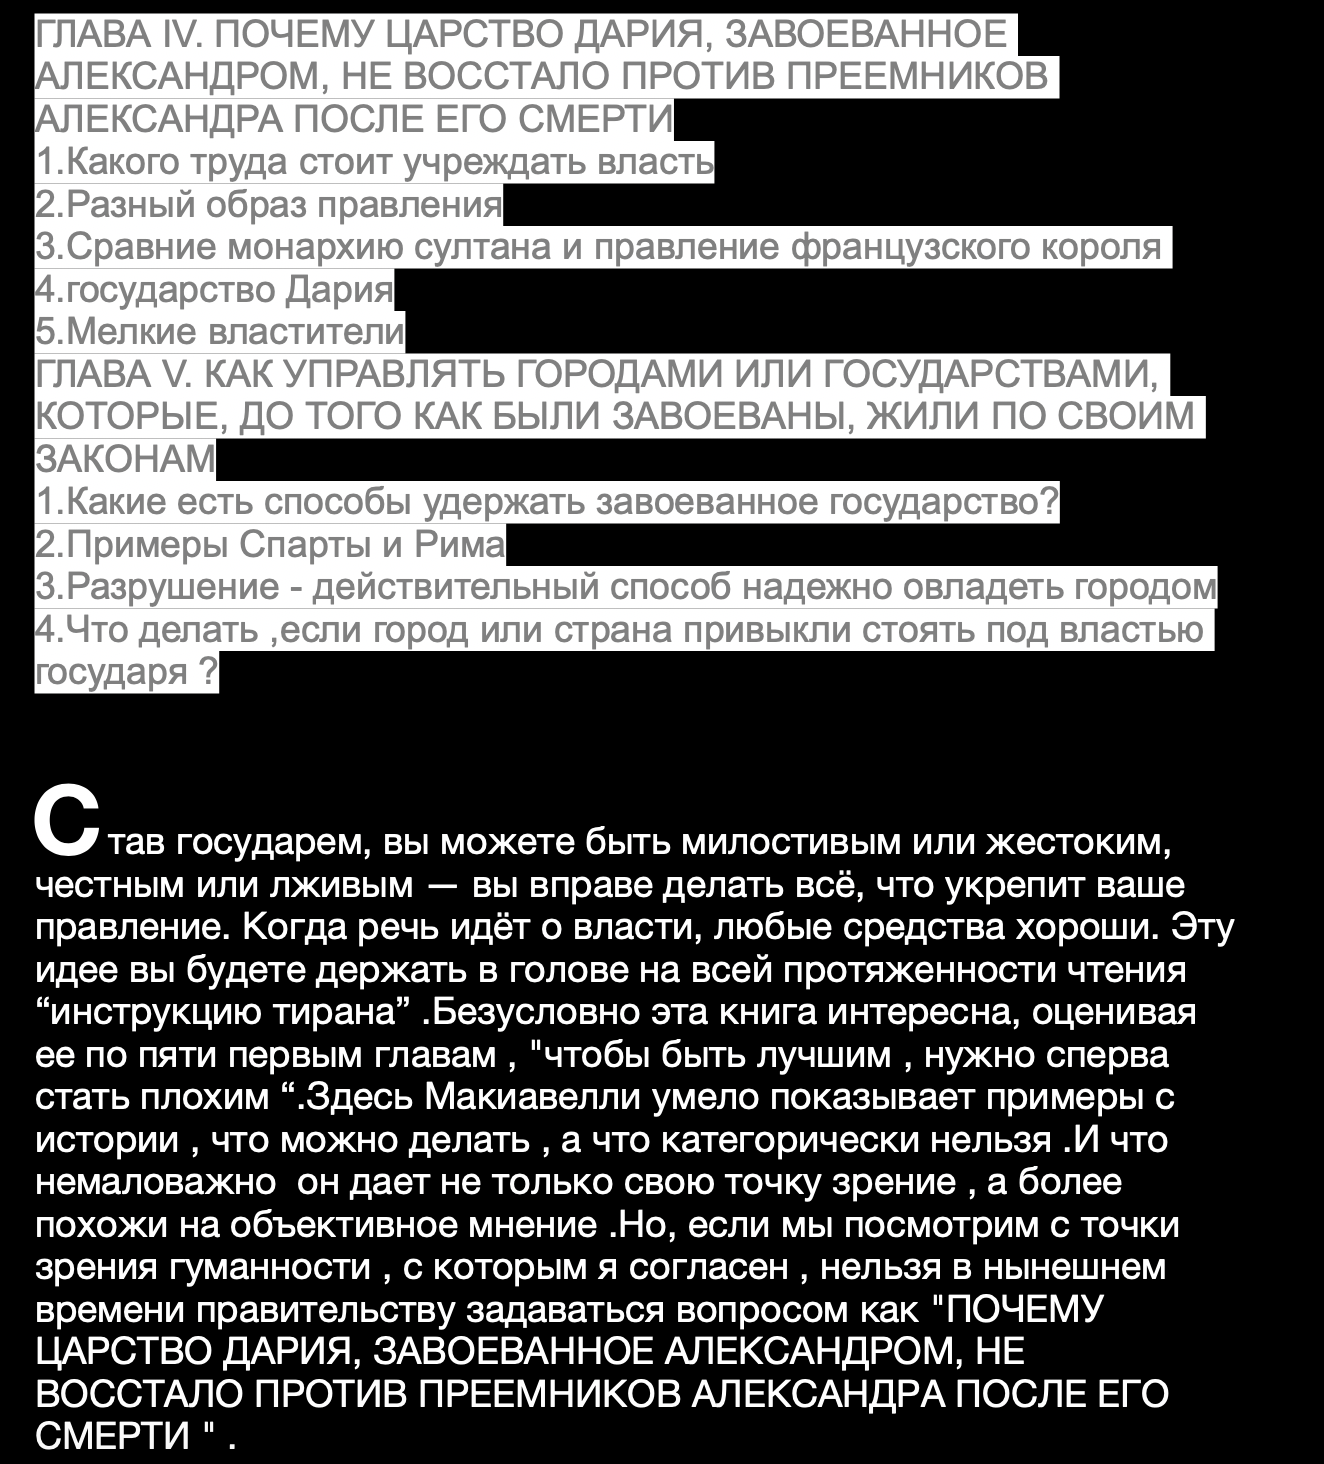 ГЛАВА IV. ПОЧЕМУ ЦАРСТВО ДАРИЯ, ЗАВОЕВАННОЕ
АЛЕКСАНДРОМ, НЕ ВОССТАЛО ПРОТИВ ПРЕЕМНИКОВ
АЛЕКСАНДРА ПОСЛЕ ЕГО СМЕРТИ
1.Какого труда стоит учреждать власть
2.Разный образ правления
3.Сравние монархию султана и правление французского короля
4.государство Дария
5.Мелкие властители
ГЛАВА V. КАК УПРАВЛЯТЬ ГОРОДАМИ ИЛИ ГОСУДАРСТВАМИ,
КОТОРЫЕ, ДО ТОГО КАК БЫЛИ ЗАВОЕВАНЫ, ЖИЛИ ПО СВОИМ
ЗАКОНАМ
1.Какие есть способы удержать завоеванное государство?
2.Примеры Спарты и Рима
3.Разрушение - действительный способ надежно овладеть городом
4.Что делать ,если город или страна привыкли стоять под властью
государя ?
Став государем, вы можете быть милостивым или жестоким,
честным или лживым — вы вправе делать всё, что укрепит ваше
правление. Когда речь идёт о власти, любые средства хороши. Эту
идее вы будете держать в голове на всей протяженности чтения
“инструкцию тирана” .Безусловно эта книга интересна, оценивая
ее по пяти первым главам , "чтобы быть лучшим , нужно сперва
стать плохим “.Здесь Макиавелли умело показывает примеры с
истории , что можно делать , а что категорически нельзя .И что
немаловажно  он дает не только свою точку зрение , а более
похожи на объективное мнение .Но, если мы посмотрим с точки
зрения гуманности , с которым я согласен , нельзя в нынешнем
времени правительству задаваться вопросом как "ПОЧЕМУ
ЦАРСТВО ДАРИЯ, ЗАВОЕВАННОЕ АЛЕКСАНДРОМ, НЕ
ВОССТАЛО ПРОТИВ ПРЕЕМНИКОВ АЛЕКСАНДРА ПОСЛЕ ЕГО
СМЕРТИ " .